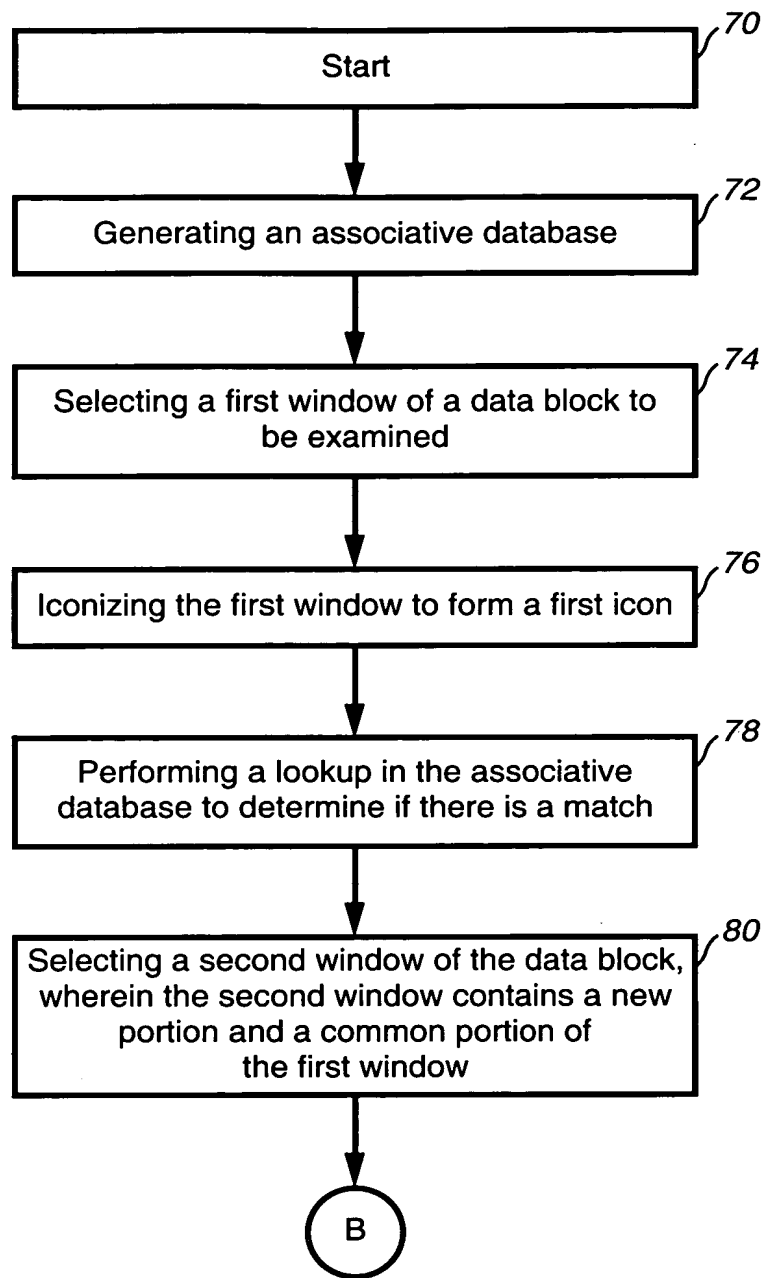 70
Start
72
Generating an associative database
74
Selecting a first window of a data block to
be examined
76
Iconizing the first window to form a first icon
78
Performing a lookup in the associative
database to determine if there is a match
80
Selecting a second window of the data block,
wherein the second window contains a new
portion and a common portion of
the first window
B